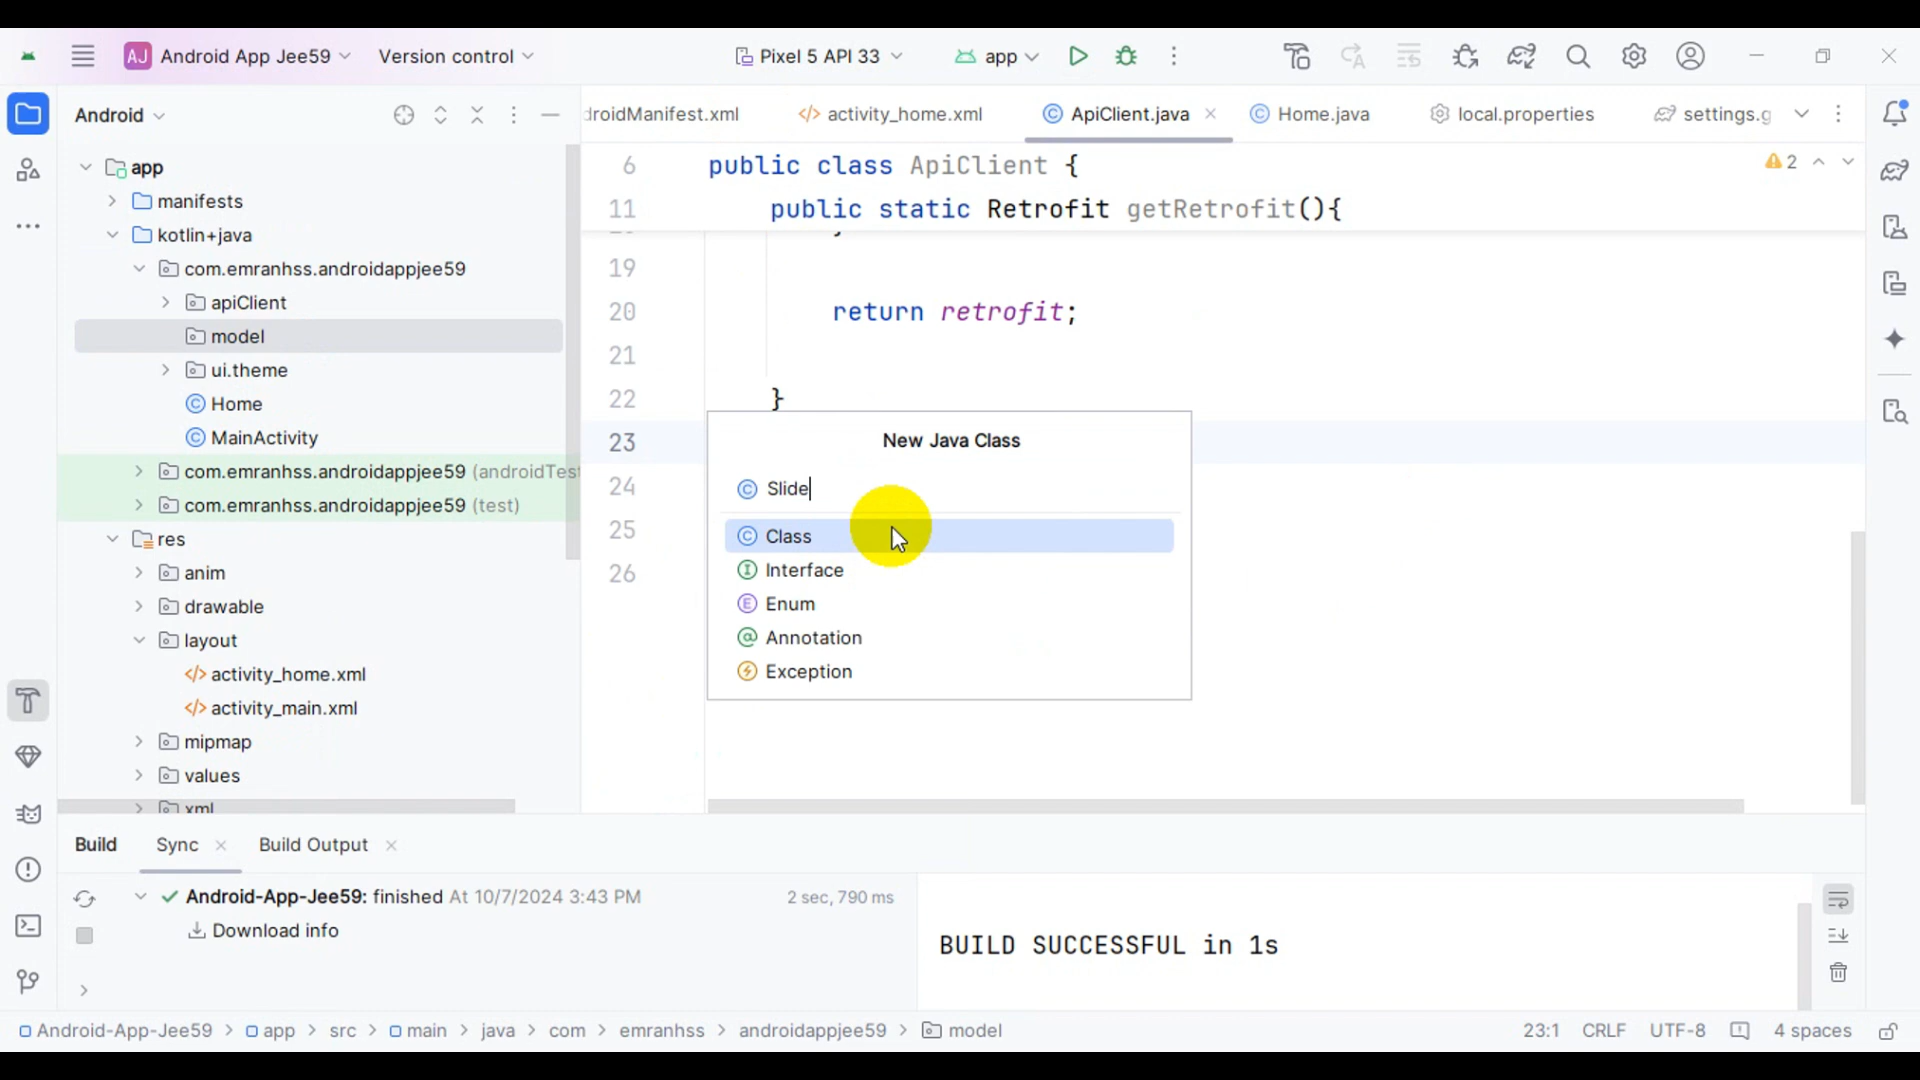 AJ Android App Jee59 Version control Pixel 5 API 33 app
Android
droidManifest.xml </> activity_home.xml ApiClient.java Home.java local.properties settings.g
app
manifests
kotlin+java
com.emranhss.androidappjee59
apiClient
model
ui.theme
Home
MainActivity
com.emranhss.androidappjee59 (androidTes
com.emranhss.androidappjee59 (test)
res
anim
drawable
layout
</> activity_home.xml
</> activity_main.xml
mipmap
values
xml
6 public class ApiClient { 2
11 public static Retrofit getRetrofit(){
19
20 return retrofit;
21
22 }
23
24
25
26
New Java Class
Slide
Class
Interface
Enum
Annotation
Exception
Build Sync Build Output
Android-App-Jee59: finished At 10/7/2024 3:43 PM 2 sec, 790 ms
Download info
BUILD SUCCESSFUL in 1s
Android-App-Jee59 > app > src > main > java > com > emranhss > androidappjee59 > model 23:1 CRLF UTF-8 4 spaces